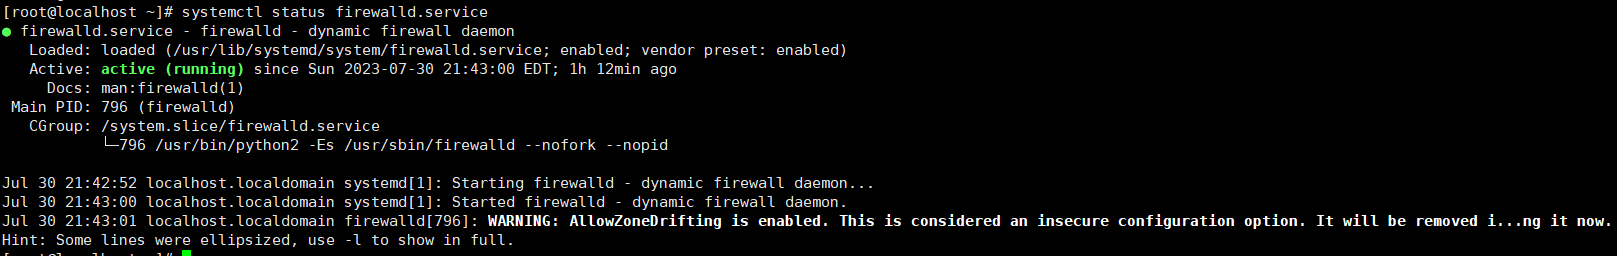 [root@localhost ~]# systemctl status firewalld.service
● firewalld.service - firewalld - dynamic firewall daemon
   Loaded: loaded (/usr/lib/systemd/system/firewalld.service; enabled; vendor preset: enabled)
   Active: active (running) since Sun 2023-07-30 21:43:00 EDT; 1h 12min ago
     Docs: man:firewalld(1)
 Main PID: 796 (firewalld)
   CGroup: /system.slice/firewalld.service
           └─796 /usr/bin/python2 -Es /usr/sbin/firewalld --nofork --nopid
Jul 30 21:42:52 localhost.localdomain systemd[1]: Starting firewalld - dynamic firewall daemon...
Jul 30 21:43:00 localhost.localdomain systemd[1]: Started firewalld - dynamic firewall daemon.
Jul 30 21:43:01 localhost.localdomain firewalld[796]: WARNING: AllowZoneDrifting is enabled. This is considered an insecure configuration option. It will be removed i...ng it now.
Hint: Some lines were ellipsized, use -l to show in full.